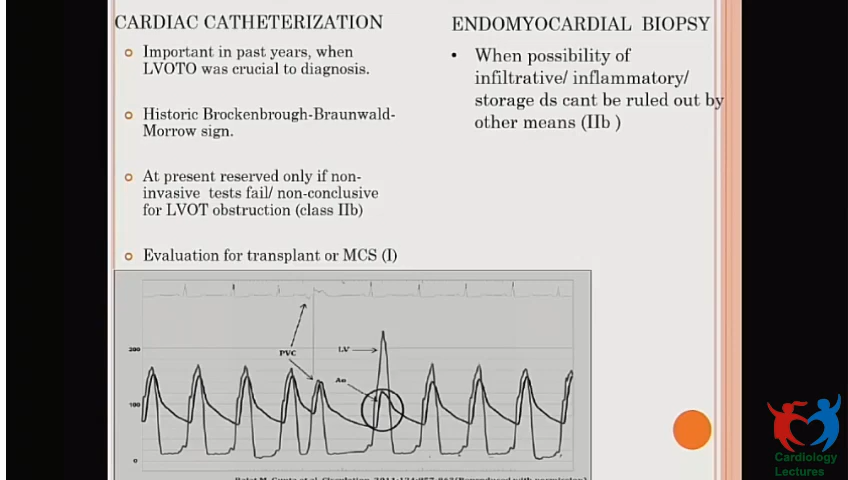 CARDIAC CATHETERIZATION
Important in past years, when
LVOTO was crucial to diagnosis.
Historic Brockenbrough-Braunwald-
Morrow sign.
At present reserved only if non-
invasive tests fail/ non-conclusive
for LVOT obstruction (class IIb)
Evaluation for transplant or MCS (I)
ENDOMYOCARDIAL BIOPSY
• When possibility of
infiltrative/ inflammatory/
storage ds cant be ruled out by
other means (IIb )
200
LV
PVC
Ao
100
0
Cardiology
Lectures